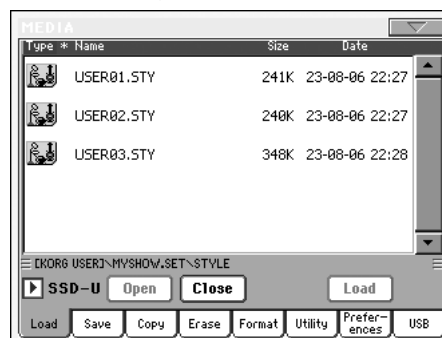 MEDIA
Type * Name Size Date
USER01.STY 241K 23-08-06 22:27
USER02.STY 240K 23-08-06 22:27
USER03.STY 348K 23-08-06 22:28
[KORG USER]\MYSHOW.SET\STYLE
SSD-U Open Close Load
Load Save Copy Erase Format Utility Prefer-ences USB